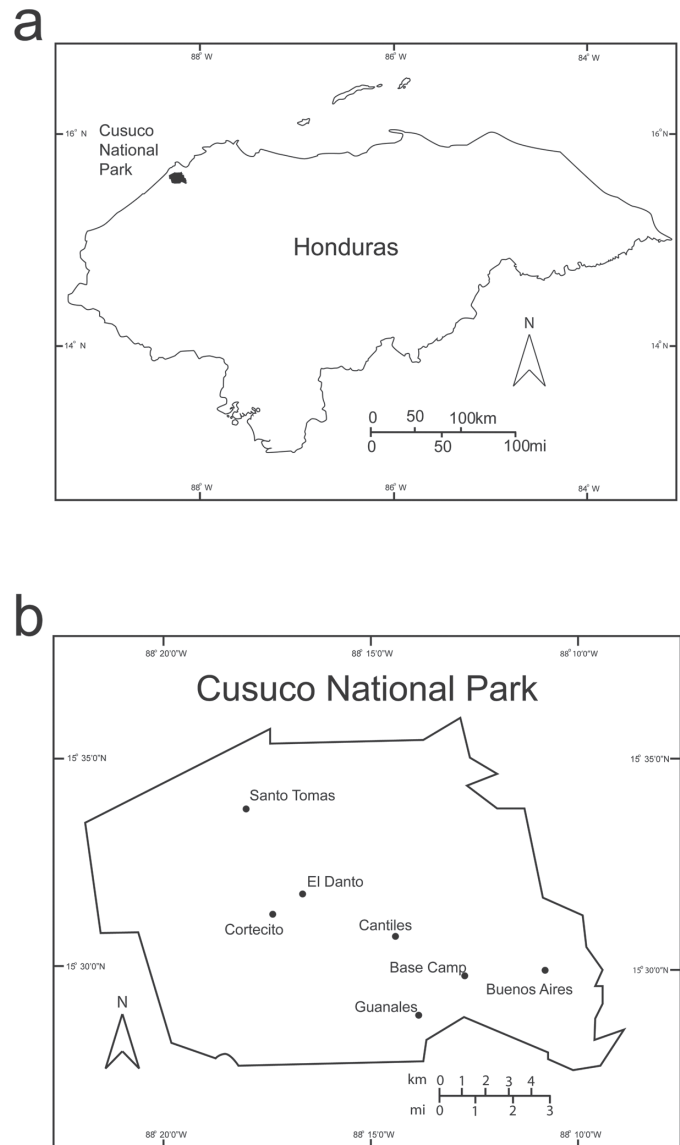 a
88° W 86° W 84° W
16° N
16° N
Cusuco
National
Park
Honduras
N
14° N
14° N
0 50 100km
0 50 100mi
88° W 86° W 84° W
b
88° 20'0"W 88° 15'0"W 88° 10'0"W
Cusuco National Park
15° 35'0"N
15° 35'0"N
Santo Tomas
El Danto
Cortecito
Cantiles
Base Camp
15° 30'0"N
15° 30'0"N
Buenos Aires
Guanales
N
km 0 1 2 3 4
mi 0 1 2 3
88° 20'0"W 88° 15'0"W 88° 10'0"W